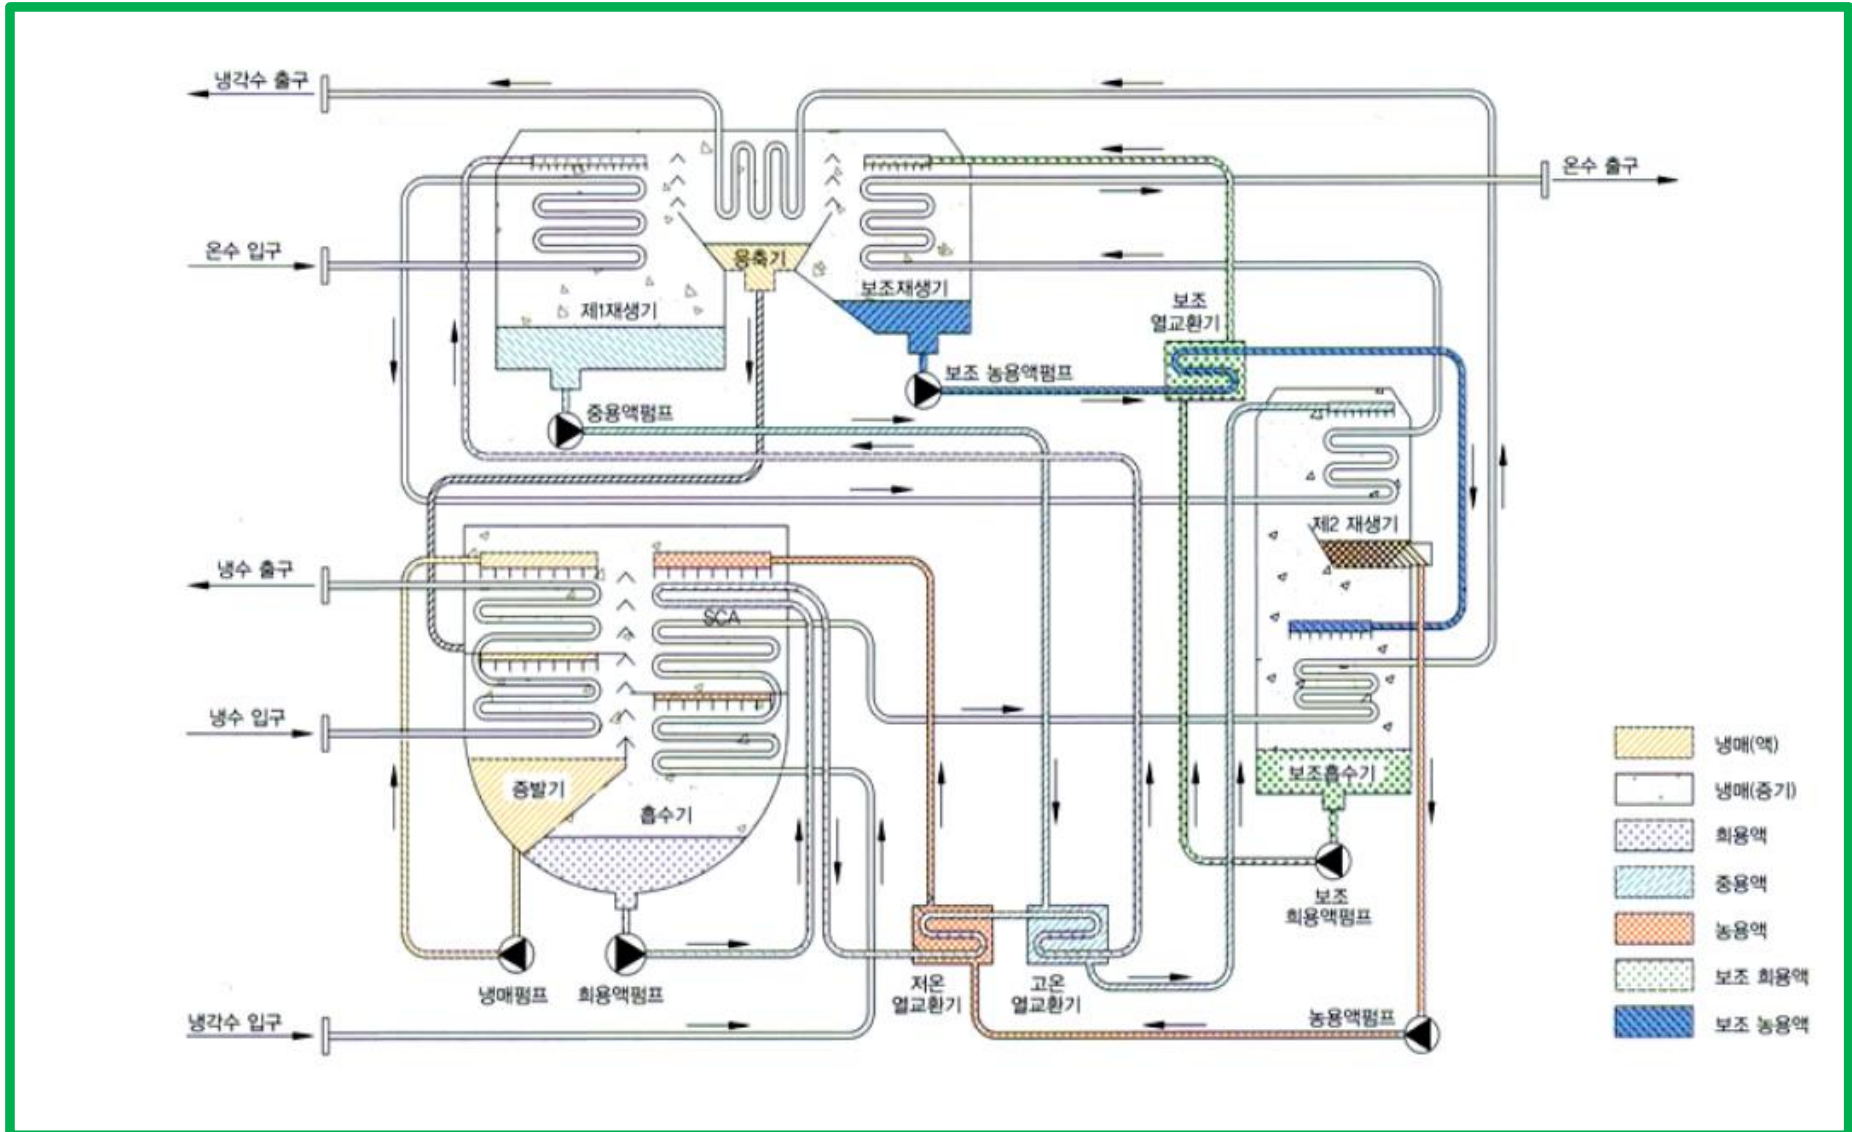 냉각수 출구
온수 출구
온수 입구
응축기
보조재생기
제1재생기
보조
열교환기
보조 농용액펌프
중용액펌프
제2 재생기
냉수 출구
SCA
냉수 입구
증발기
흡수기
보조흡수기
보조
희용액펌프
냉매펌프
희용액펌프
저온
열교환기
고온
열교환기
농용액펌프
냉각수 입구
냉매(액)
냉매(증기)
희용액
중용액
농용액
보조 희용액
보조 농용액